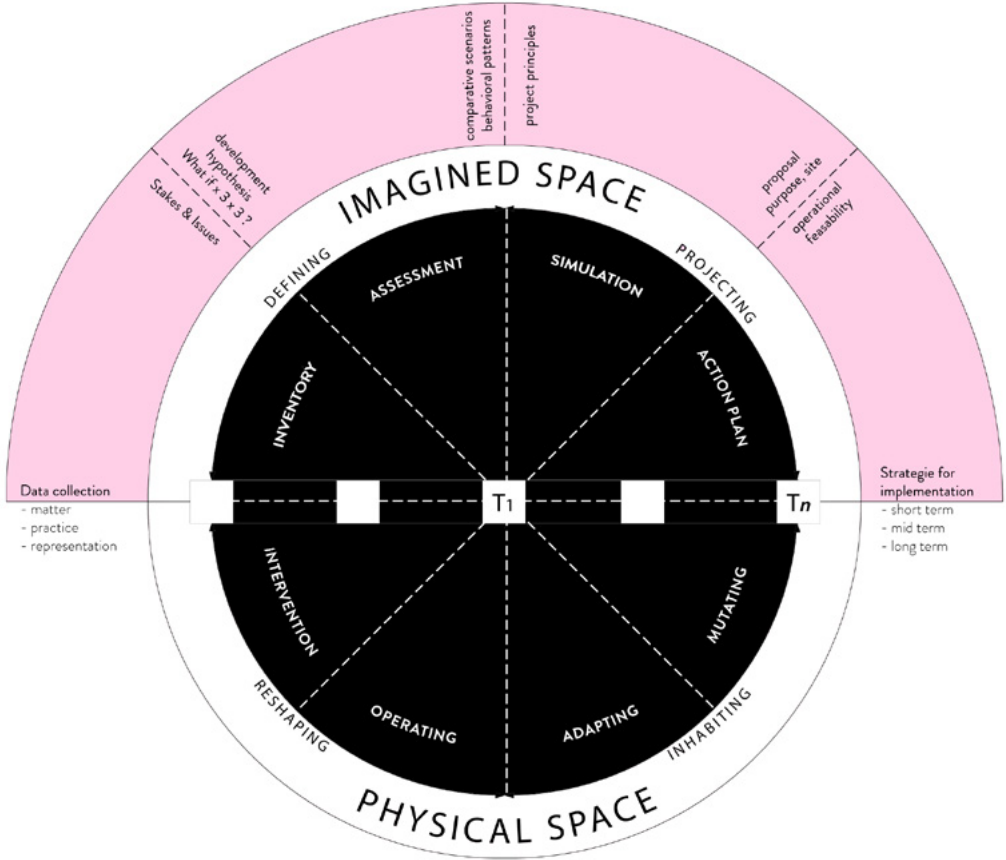 comparative scenarios
behavioral patterns
project principles
development
hypothesis
What if x 3 x 3 ?
Stakes & Issues
proposal
purpose, site
operational
feasability
IMAGINED SPACE
DEFINING
PROJECTING
ASSESSMENT
SIMULATION
INVENTORY
ACTION PLAN
Data collection
- matter
- practice
- representation
T1
Tn
Strategie for
implementation
- short term
- mid term
- long term
INTERVENTION
MUTATING
OPERATING
ADAPTING
RESHAPING
INHABITING
PHYSICAL SPACE